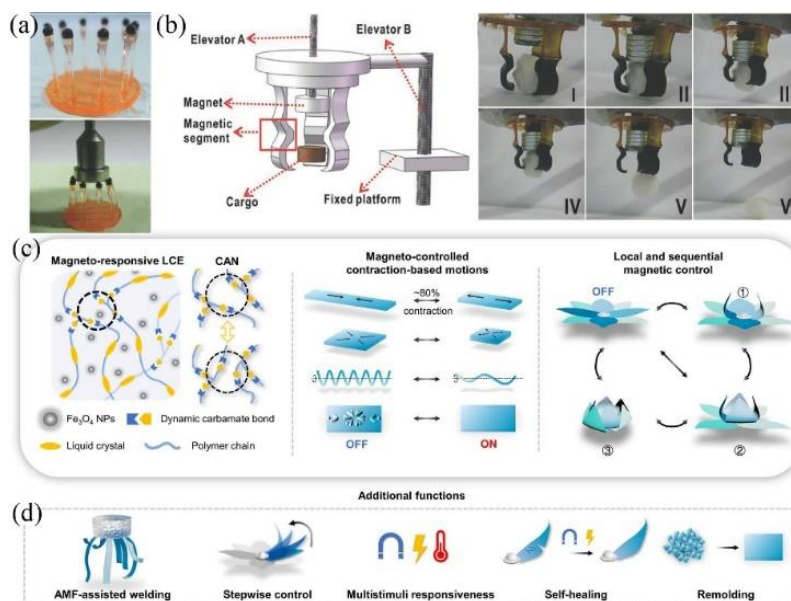 (a)
(b)
Elevator A
Elevator B
Magnet
Magnetic
segment
Cargo
Fixed platform
I
II
II
IV
V
V
(c)
Magneto-responsive LCE
CAN
Fe₃O₄ NPs
Dynamic carbamate bond
Liquid crystal
Polymer chain
Magneto-controlled
contraction-based motions
~80%
contraction
OFF
ON
Local and sequential
magnetic control
OFF
①
③
②
Additional functions
(d)
AMF-assisted welding
Stepwise control
Multistimuli responsiveness
Self-healing
Remolding